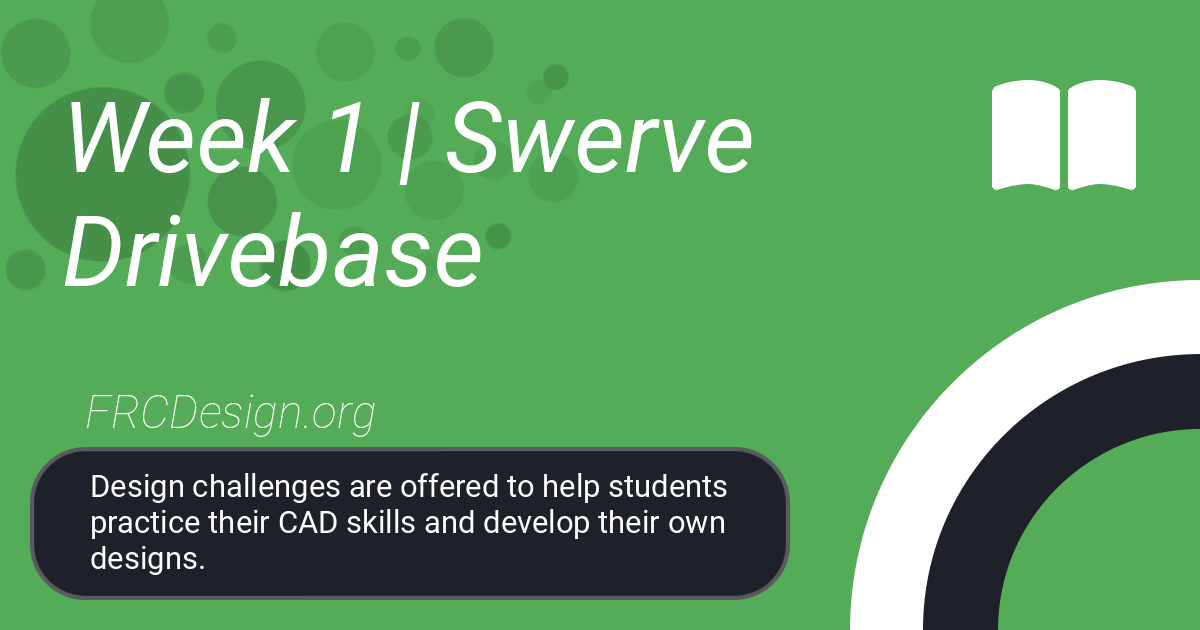 Week 1 | Swerve
Drivebase
FRCDesign.org
Design challenges are offered to help students
practice their CAD skills and develop their own
designs.